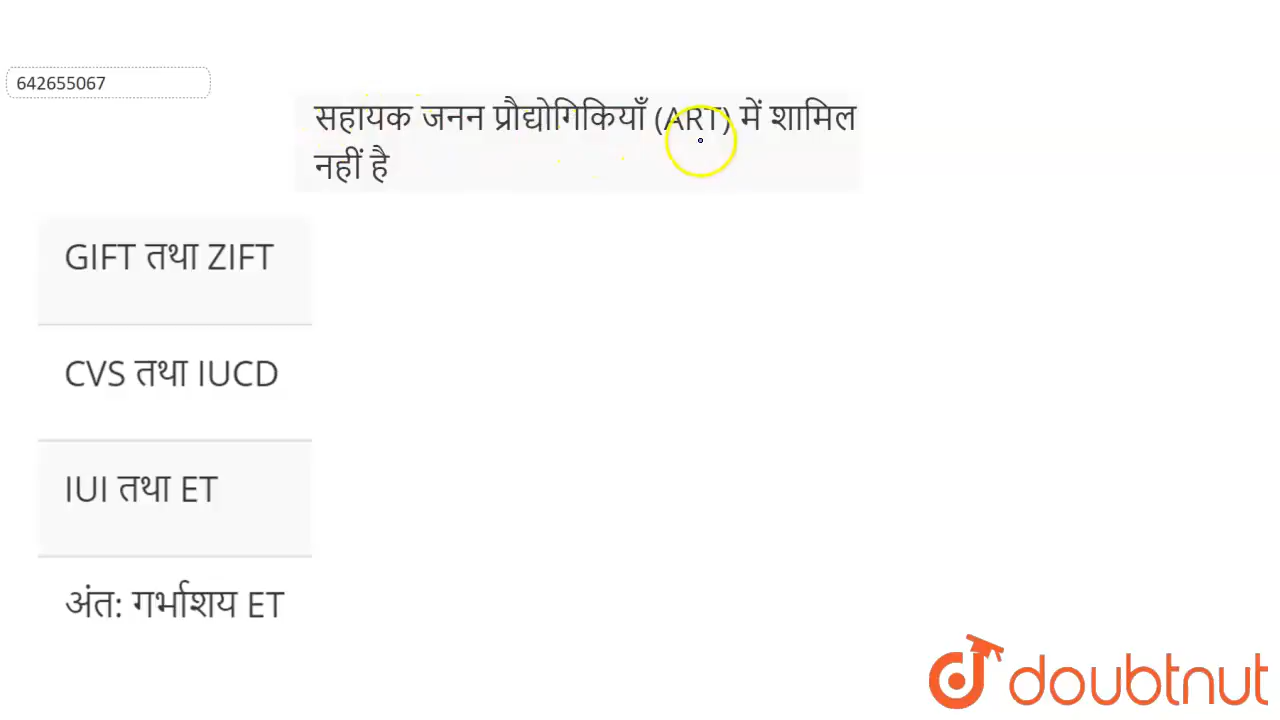 642655067
सहायक जनन प्रौद्योगिकियाँ (ART) में शामिल
नहीं है
GIFT तथा ZIFT
CVS तथा IUCD
IUI तथा ET
अंत: गर्भाशय ET
doubtnut